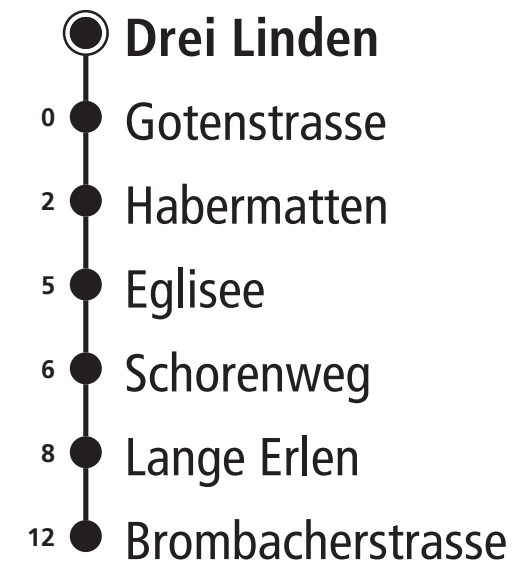 Drei Linden
0 Gotenstrasse
2 Habermatten
5 Eglisee
6 Schorenweg
8 Lange Erlen
12 Brombacherstrasse